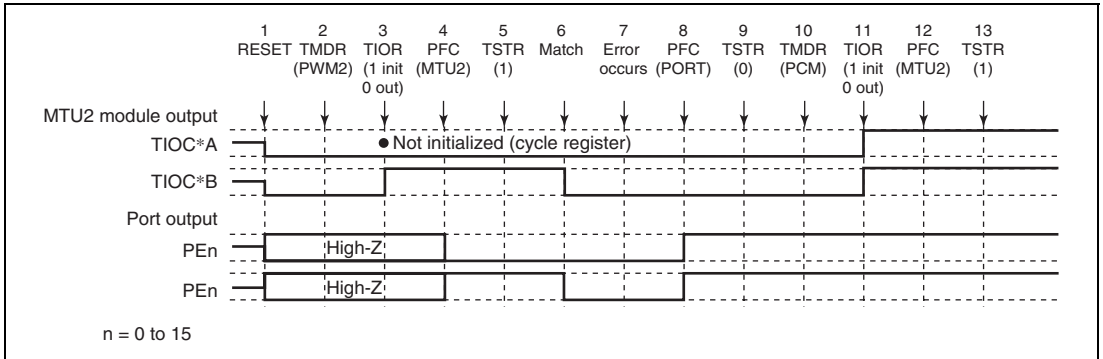 1 2 3 4 5 6 7 8 9 10 11 12 13
RESET TMDR TIOR PFC TSTR Match Error PFC TSTR TMDR TIOR PFC TSTR
(PWM2) (1 init (MTU2) (1) occurs (PORT) (0) (PCM) (1 init (MTU2) (1)
0 out) 0 out)
MTU2 module output
TIOC*A ● Not initialized (cycle register)
TIOC*B
Port output
PEn High-Z
PEn High-Z
n = 0 to 15